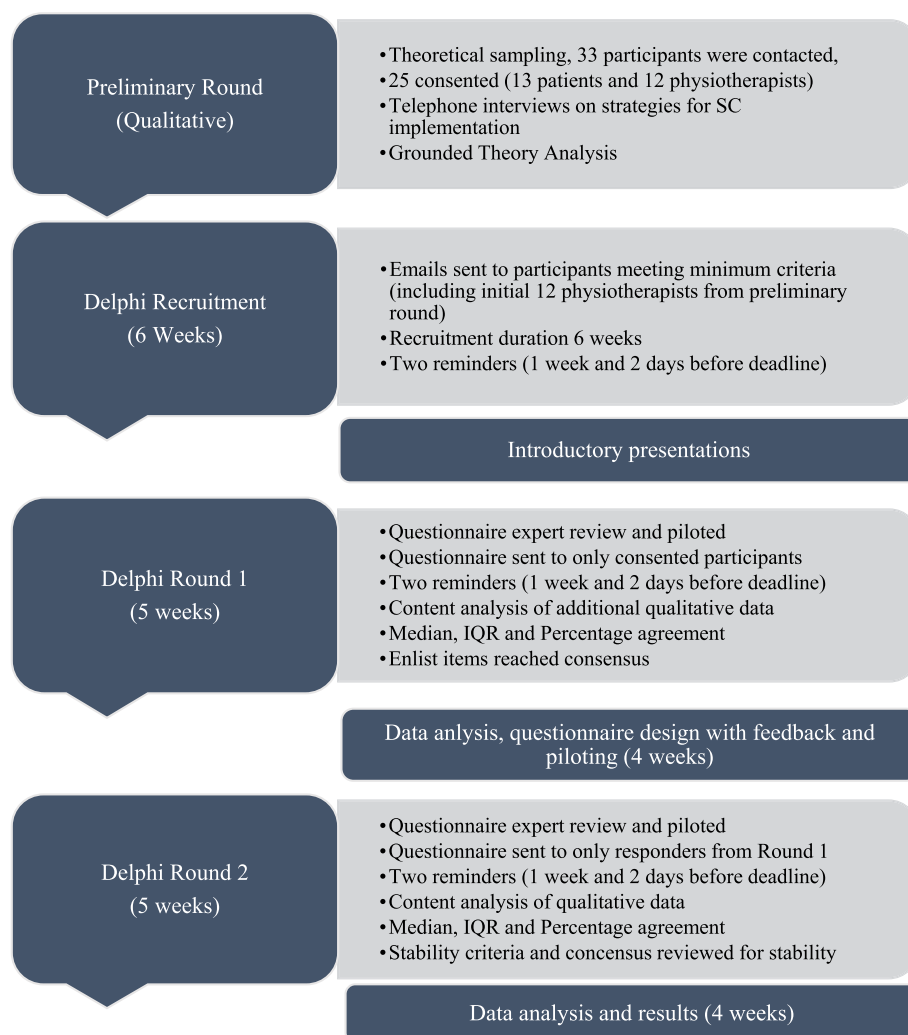 Preliminary Round
(Qualitative)
•Theoretical sampling, 33 participants were contacted,
•25 consented (13 patients and 12 physiotherapists)
•Telephone interviews on strategies for SC
implementation
•Grounded Theory Analysis
Delphi Recruitment
(6 Weeks)
•Emails sent to participants meeting minimum criteria
(including initial 12 physiotherapists from preliminary
round)
•Recruitment duration 6 weeks
•Two reminders (1 week and 2 days before deadline)
Introductory presentations
Delphi Round 1
(5 weeks)
•Questionnaire expert review and piloted
•Questionnaire sent to only consented participants
•Two reminders (1 week and 2 days before deadline)
•Content analysis of additional qualitative data
•Median, IQR and Percentage agreement
•Enlist items reached consensus
Data anlysis, questionnaire design with feedback and
piloting (4 weeks)
Delphi Round 2
(5 weeks)
•Questionnaire expert review and piloted
•Questionnaire sent to only responders from Round 1
•Two reminders (1 week and 2 days before deadline)
•Content analysis of qualitative data
•Median, IQR and Percentage agreement
•Stability criteria and concensus reviewed for stability
Data analysis and results (4 weeks)